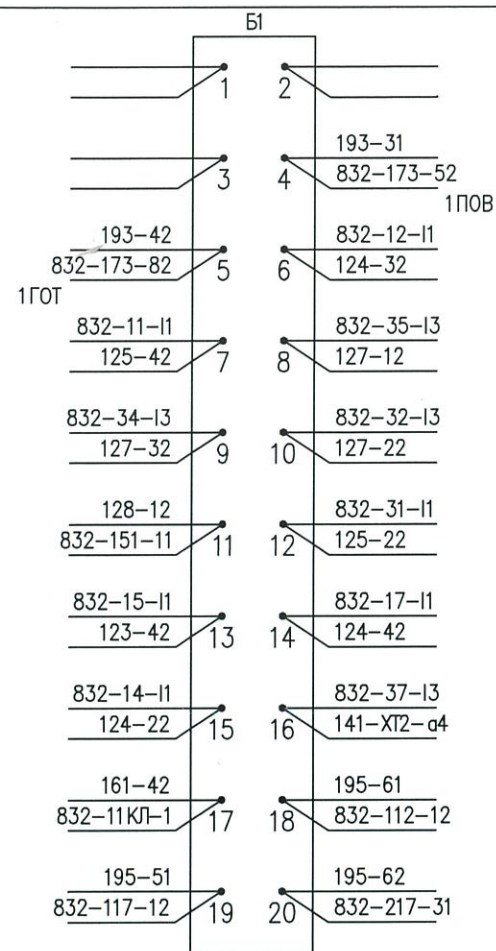 Б1
1 2
193-31
3 4 832-173-52
1ПОВ
193-42 832-12-I1
832-173-82 5 6 124-32
1ГОТ
832-11-I1 832-35-I3
125-42 7 8 127-12
832-34-I3 832-32-I3
127-32 9 10 127-22
128-12 832-31-I1
832-151-11 11 12 125-22
832-15-I1 832-17-I1
123-42 13 14 124-42
832-14-I1 832-37-I3
124-22 15 16 141-XT2-a4
161-42 195-61
832-11КЛ-1 17 18 832-112-12
195-51 195-62
832-117-12 19 20 832-217-31